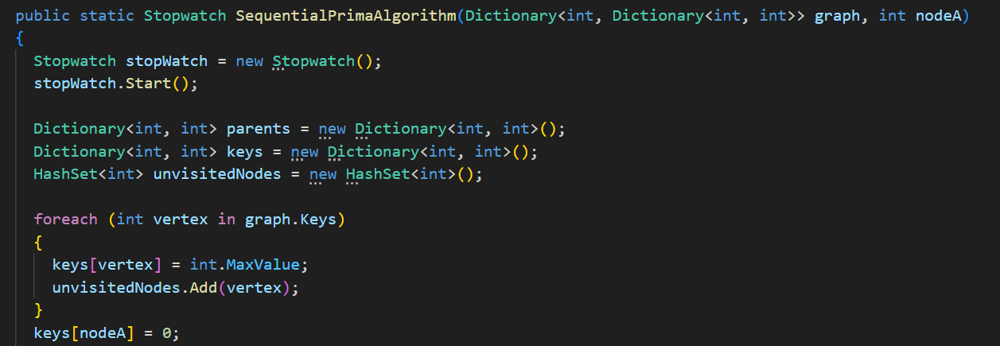 public static Stopwatch SequentialPrimaAlgorithm(Dictionary<int, Dictionary<int, int>> graph, int nodeA)
{
Stopwatch stopWatch = new Stopwatch();
stopWatch.Start();
Dictionary<int, int> parents = new Dictionary<int, int>();
Dictionary<int, int> keys = new Dictionary<int, int>();
HashSet<int> unvisitedNodes = new HashSet<int>();
foreach (int vertex in graph.Keys)
{
keys[vertex] = int.MaxValue;
unvisitedNodes.Add(vertex);
}
keys[nodeA] = 0;